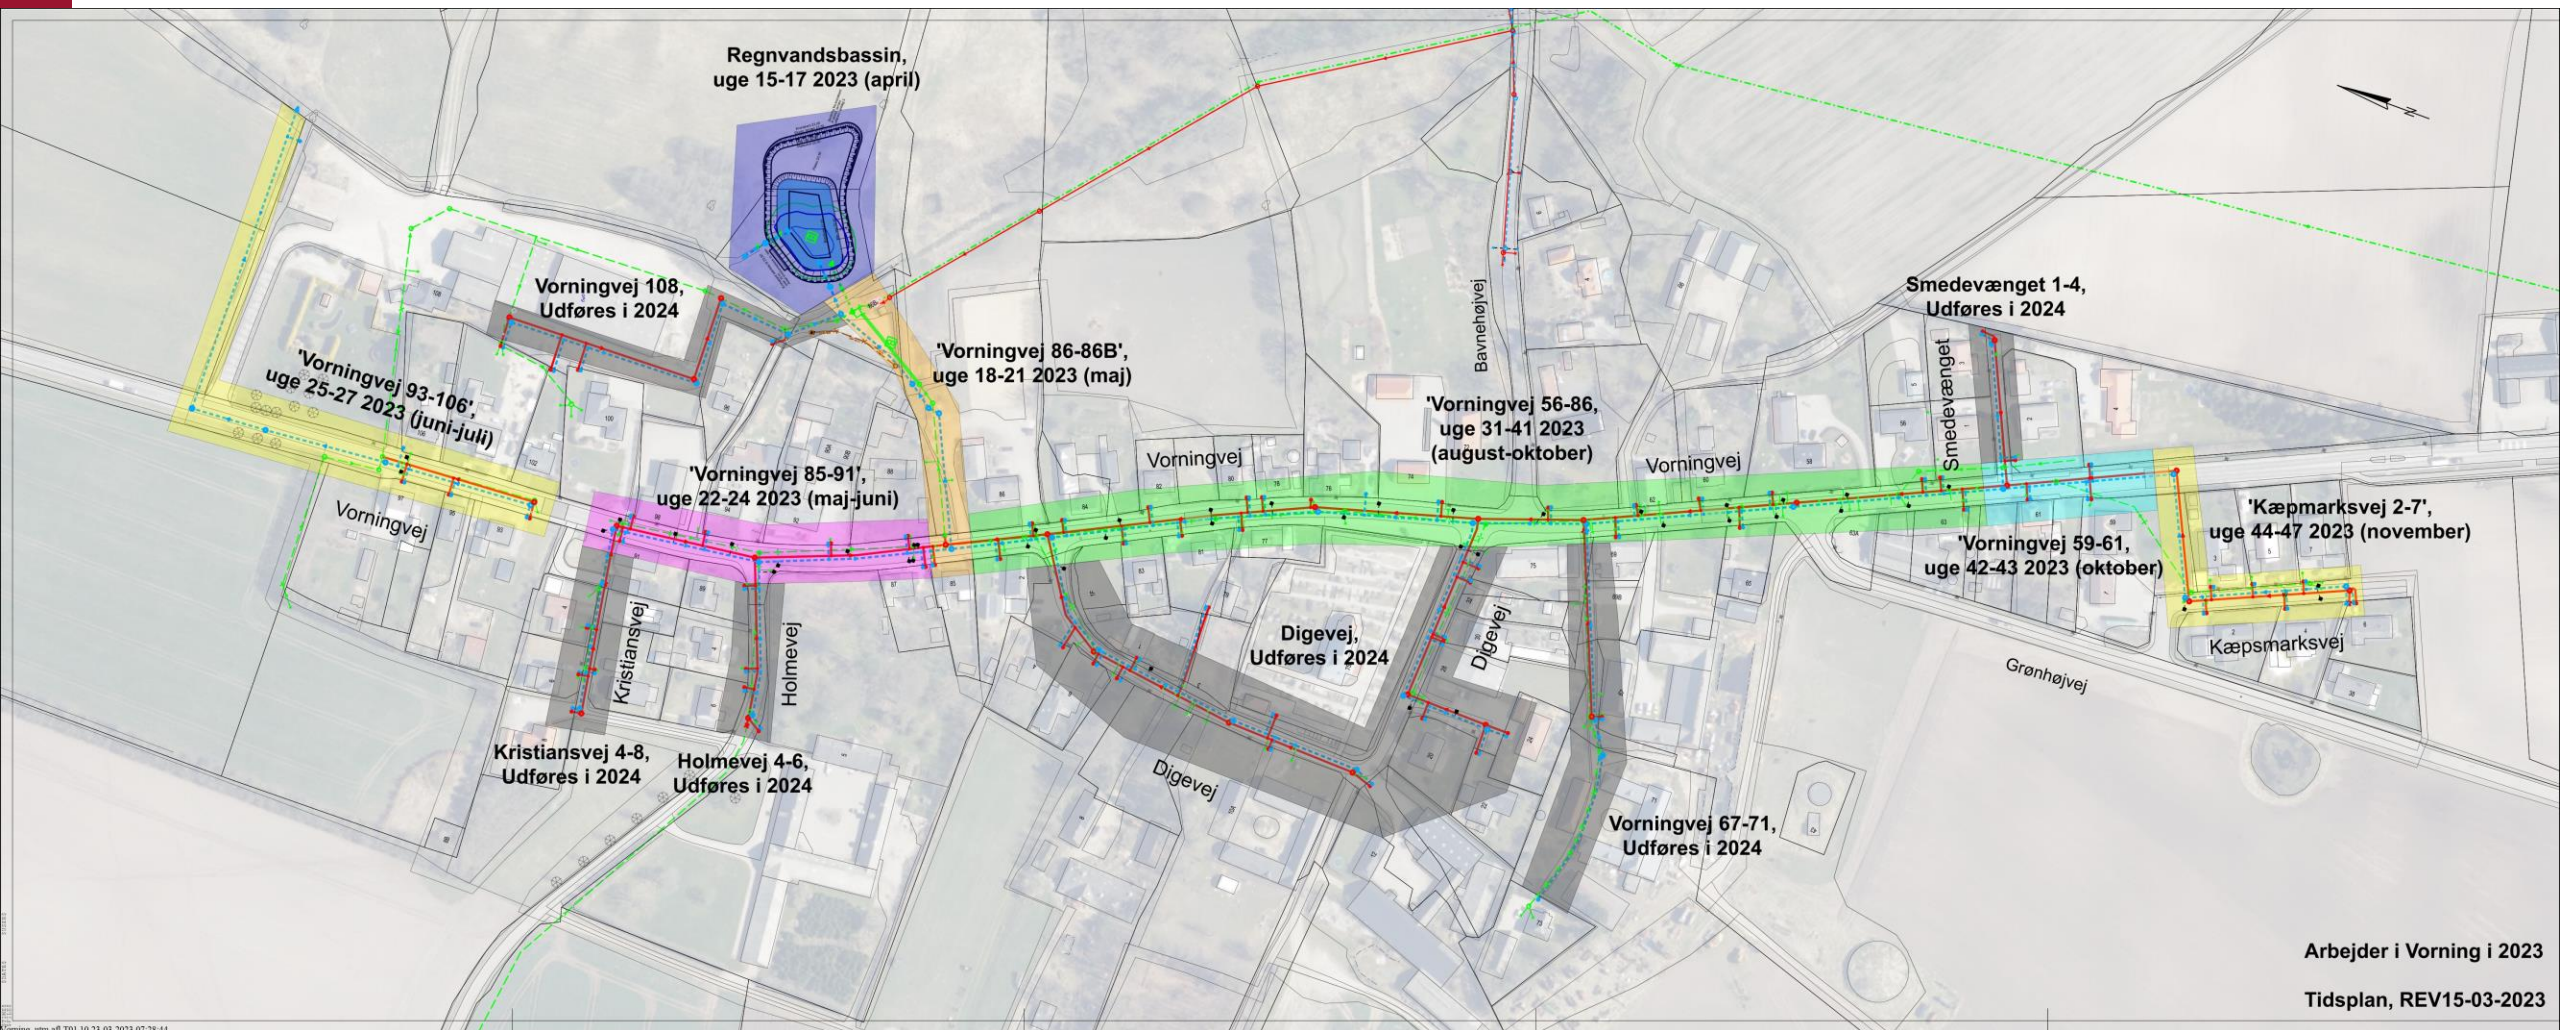 Regnvandsbassin,
uge 15-17 2023 (april)
Vorningvej 108,
Udføres i 2024
'Vorningvej 93-106',
uge 25-27 2023 (juni-juli)
'Vorningvej 86-86B',
uge 18-21 2023 (maj)
'Vorningvej 85-91',
uge 22-24 2023 (maj-juni)
Vorningvej
Bavnehøjvej
'Vorningvej 56-86,
uge 31-41 2023
(august-oktober)
Vorningvej
Vorningvej
Smedevænget 1-4,
Udføres i 2024
Smedevænget
'Kæpmarksvej 2-7',
uge 44-47 2023 (november)
'Vorningvej 59-61,
uge 42-43 2023 (oktober)
Kæpsmarksvej
Grønhøjvej
Kristiansvej
Holmevej
Digevej,
Udføres i 2024
Digevej
Digevej
Kristiansvej 4-8,
Udføres i 2024
Holmevej 4-6,
Udføres i 2024
Vorningvej 67-71,
Udføres i 2024
N
Arbejder i Vorning i 2023
Tidsplan, REV15-03-2023